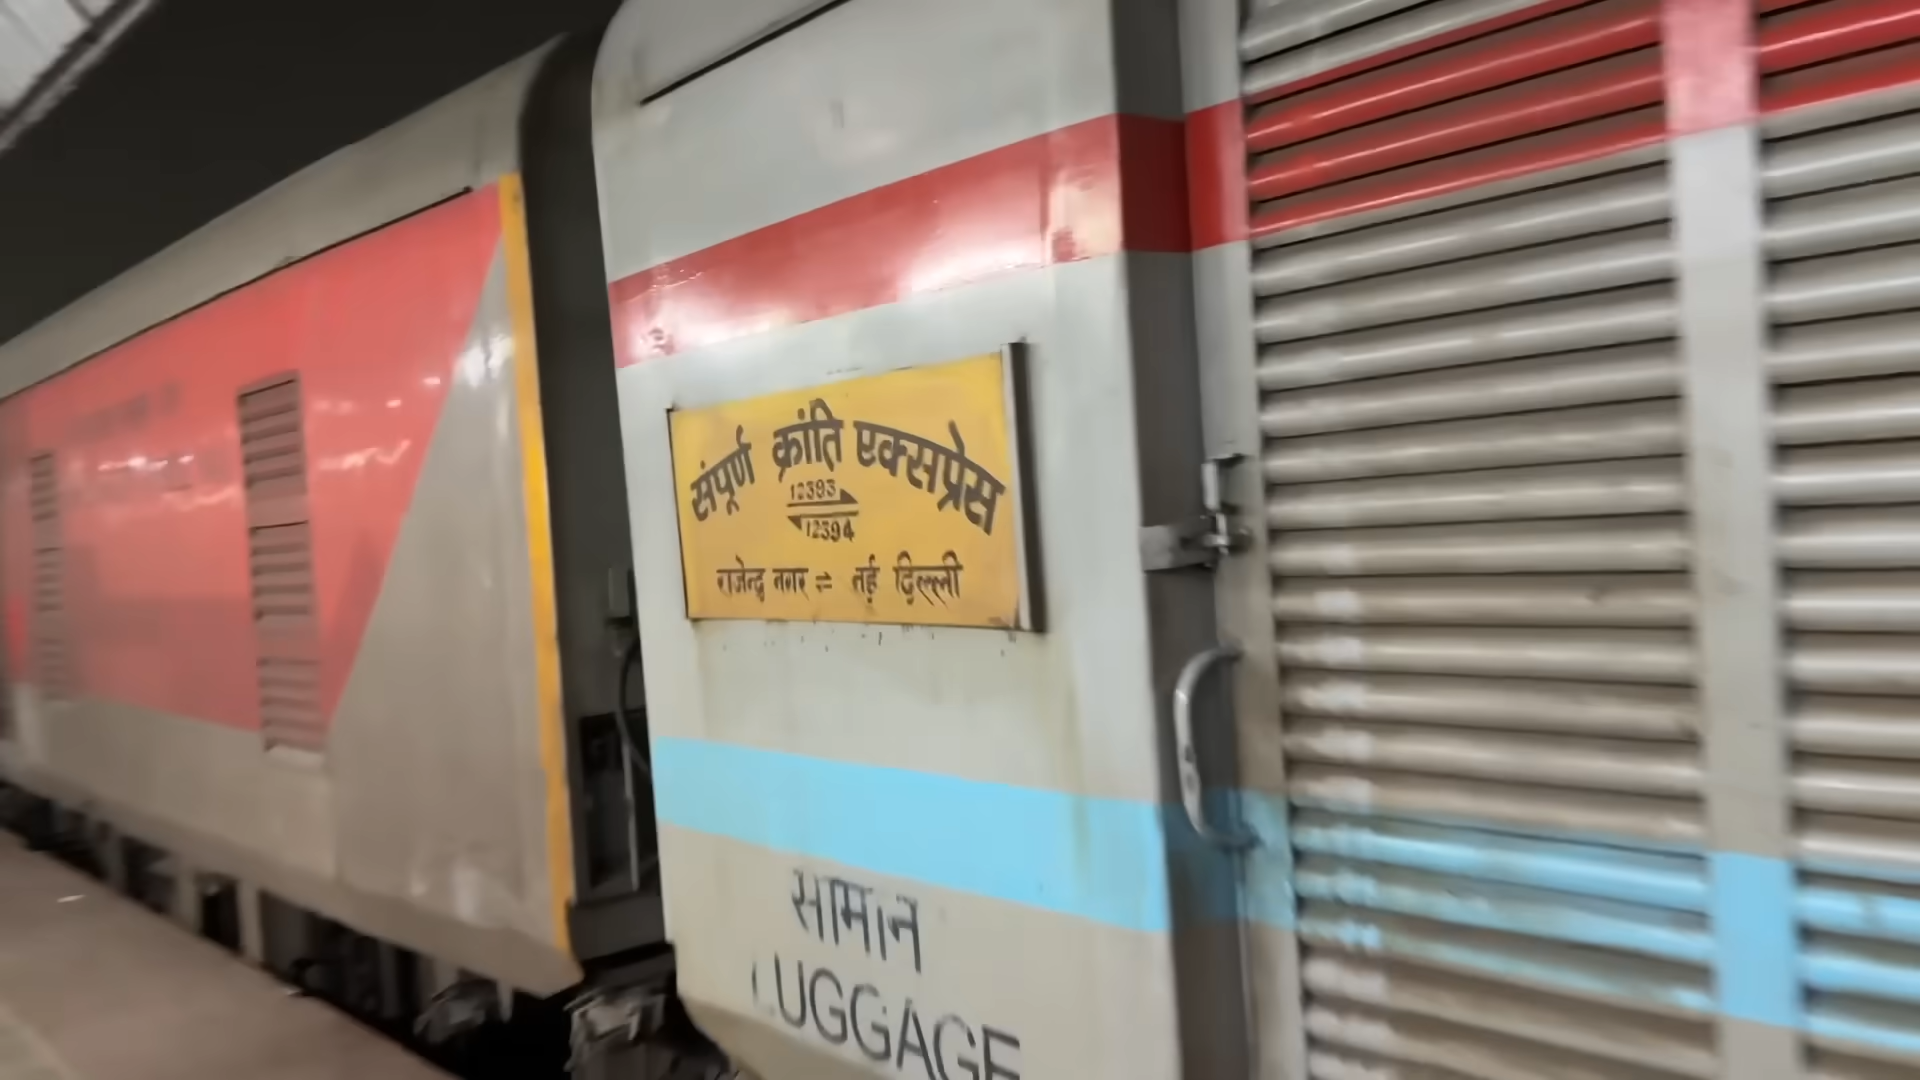 संपूर्ण क्रांति एक्सप्रेस
12393
12394
राजेन्द्र नगर ⇌ नई दिल्ली
सामान
LUGGAGE